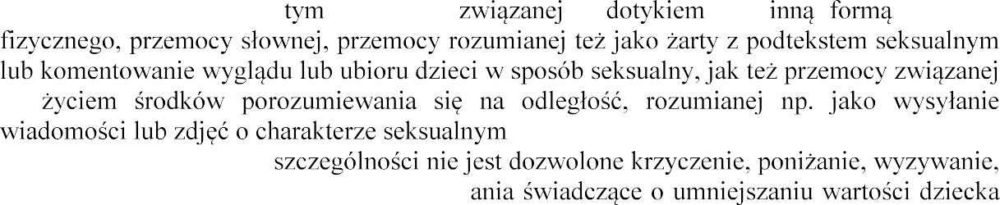 tym związanej dotykiem inną formą
fizycznego, przemocy słownej, przemocy rozumianej też jako żarty z podtekstem seksualnym
lub komentowanie wyglądu lub ubioru dzieci w sposób seksualny, jak też przemocy związanej
życiem środków porozumiewania się na odległość, rozumianej np. jako wysyłanie
wiadomości lub zdjęć o charakterze seksualnym
szczególności nie jest dozwolone krzyczenie, poniżanie, wyzywanie,
ania świadczące o umniejszaniu wartości dziecka